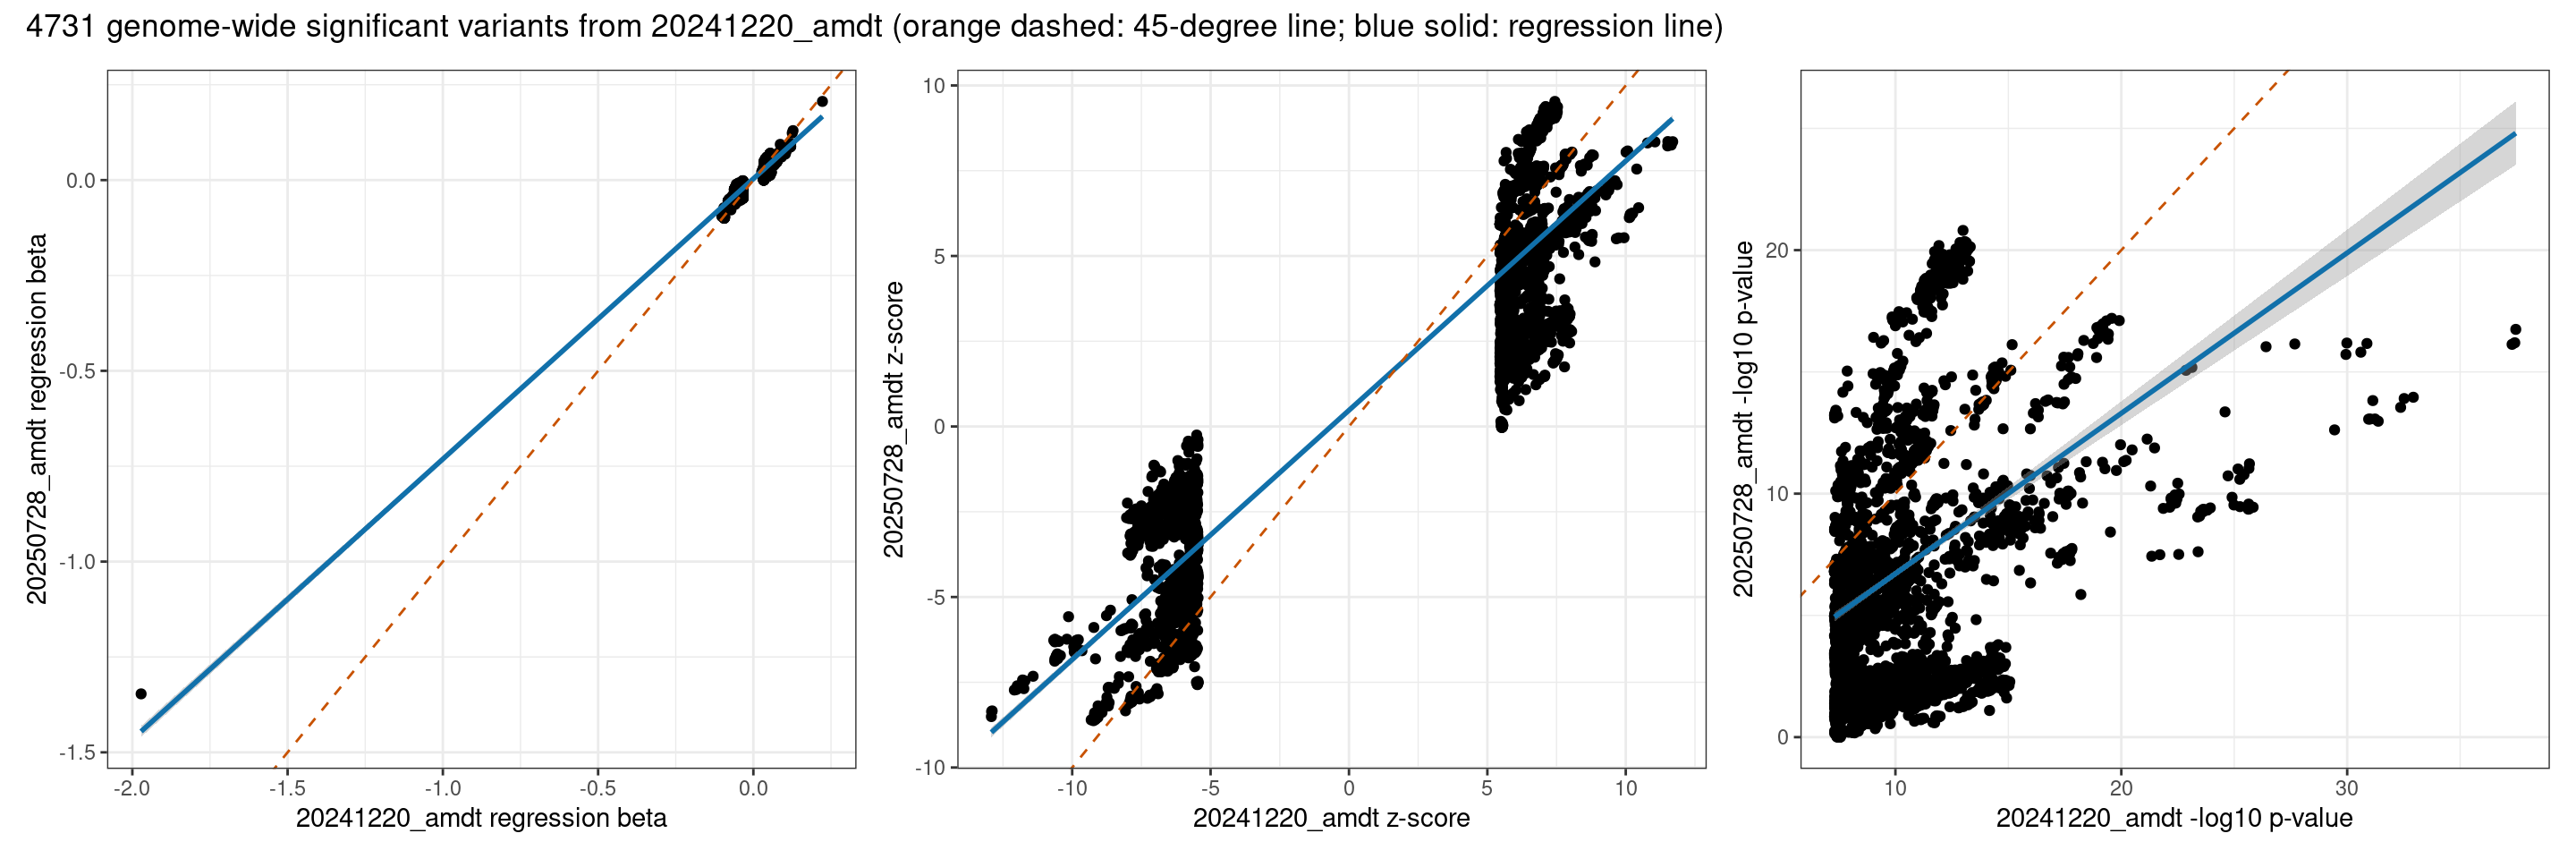 4731 genome-wide significant variants from 20241220_amdt (orange dashed: 45-degree line; blue solid: regression line)
20250728_amdt regression beta
0.0
-0.5
-1.0
-1.5
-2.0 -1.5 -1.0 -0.5 0.0
20241220_amdt regression beta
20250728_amdt z-score
10
5
0
-5
-10
-10 -5 0 5 10
20241220_amdt z-score
20250728_amdt -log10 p-value
20
10
0
10 20 30
20241220_amdt -log10 p-value